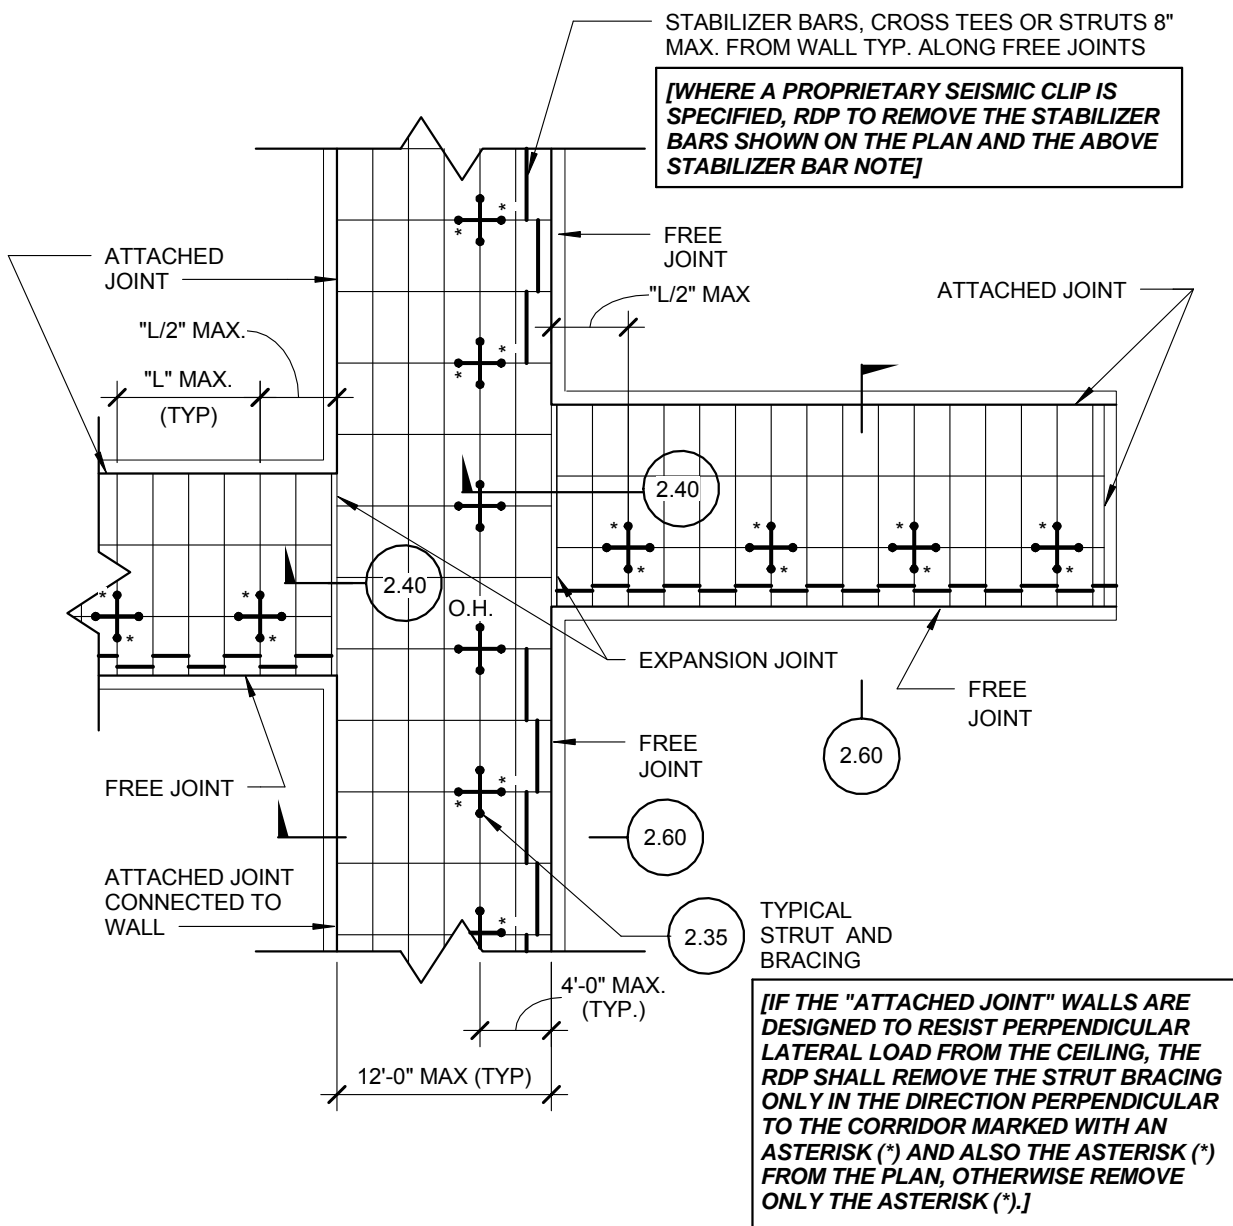 STABILIZER BARS, CROSS TEES OR STRUTS 8"
MAX. FROM WALL TYP. ALONG FREE JOINTS
[WHERE A PROPRIETARY SEISMIC CLIP IS
SPECIFIED, RDP TO REMOVE THE STABILIZER
BARS SHOWN ON THE PLAN AND THE ABOVE
STABILIZER BAR NOTE]
ATTACHED
JOINT
FREE
JOINT
"L/2" MAX
ATTACHED JOINT
"L/2" MAX.
"L" MAX.
(TYP)
2.40
2.40
O.H.
EXPANSION JOINT
FREE
JOINT
FREE
JOINT
2.60
FREE JOINT
2.60
ATTACHED JOINT
CONNECTED TO
WALL
2.35
TYPICAL
STRUT AND
BRACING
4'-0" MAX.
(TYP.)
12'-0" MAX (TYP)
[IF THE "ATTACHED JOINT" WALLS ARE
DESIGNED TO RESIST PERPENDICULAR
LATERAL LOAD FROM THE CEILING, THE
RDP SHALL REMOVE THE STRUT BRACING
ONLY IN THE DIRECTION PERPENDICULAR
TO THE CORRIDOR MARKED WITH AN
ASTERISK (*) AND ALSO THE ASTERISK (*)
FROM THE PLAN, OTHERWISE REMOVE
ONLY THE ASTERISK (*).]